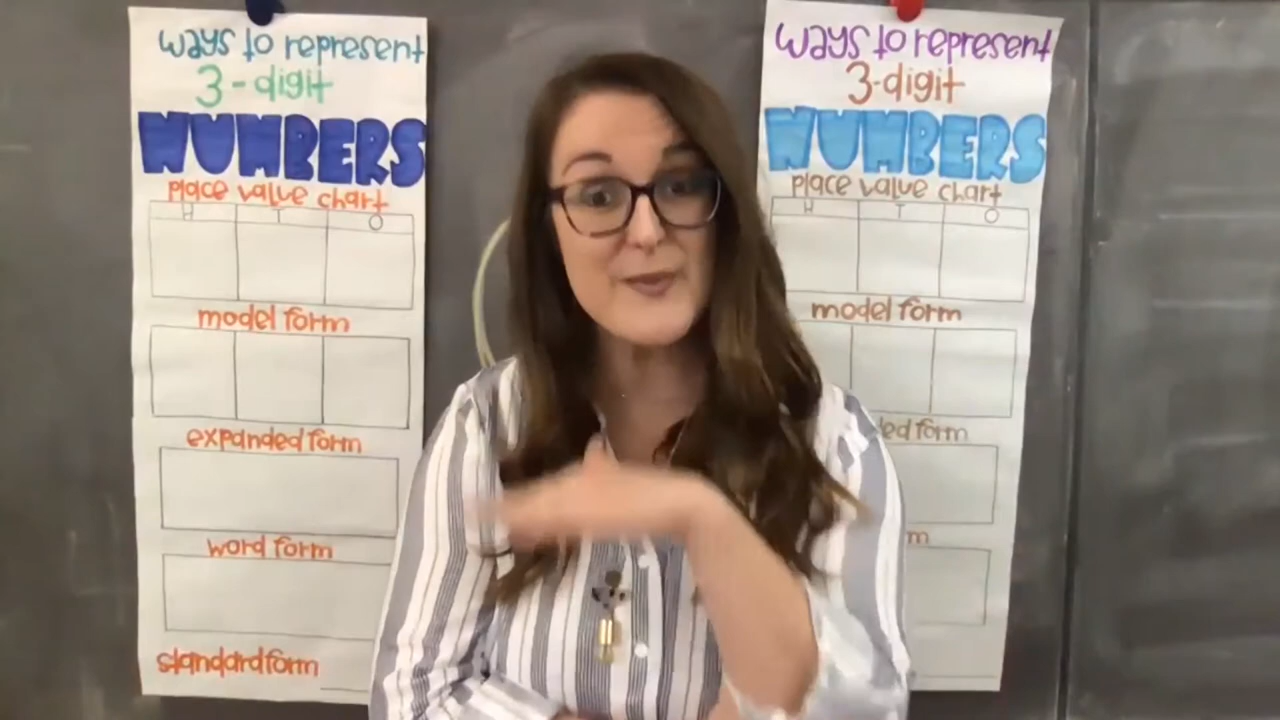 ways to represent
3-digit
NUMBERS
place value chart
H T O
model form
expanded form
word form
standard form
ways to represent
3-digit
NUMBERS
place value chart
H T O
model form
ded form
m